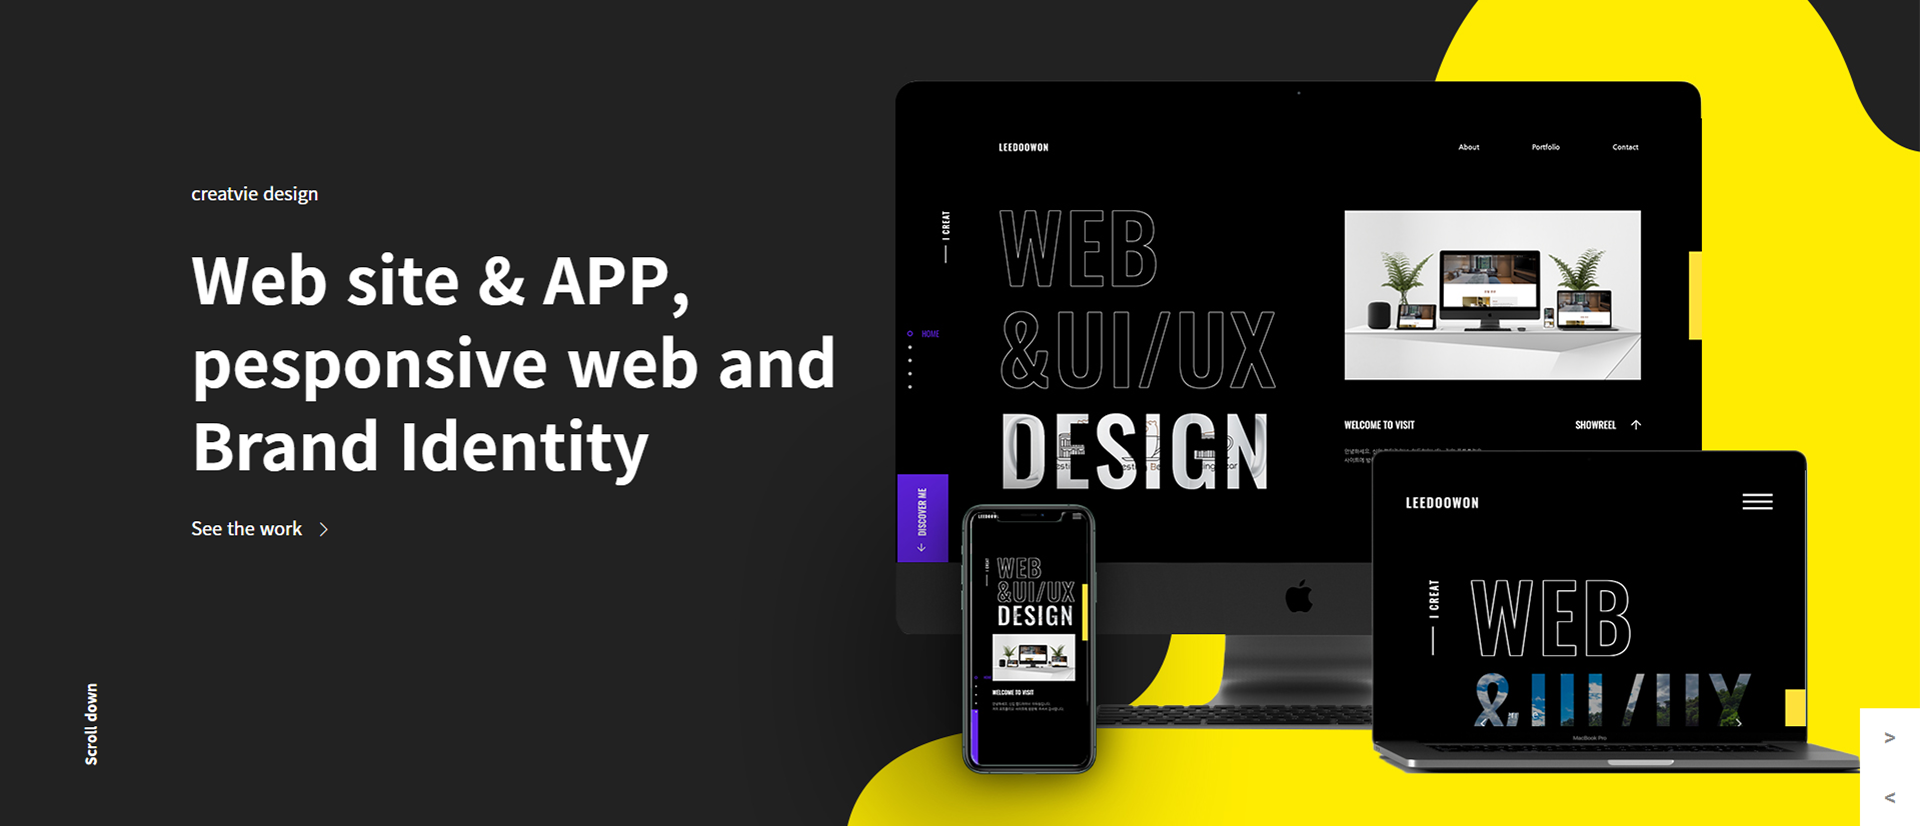 creatvie design
Web site & APP,
pesponsive web and
Brand Identity
See the work
Scroll down
LEEDOOWON
About
Portfolio
Contact
I CREAT
WEB
&UI/UX
DESIGN
HOME
DISCOVER ME
WELCOME TO VISIT
SHOWREEL
LEEDOOWON
I CREAT
WEB
&UI/UX
DESIGN
WELCOME TO VISIT
LEEDOOWON
I CREAT
WEB
&UI/UX
MacBook Pro
>
<